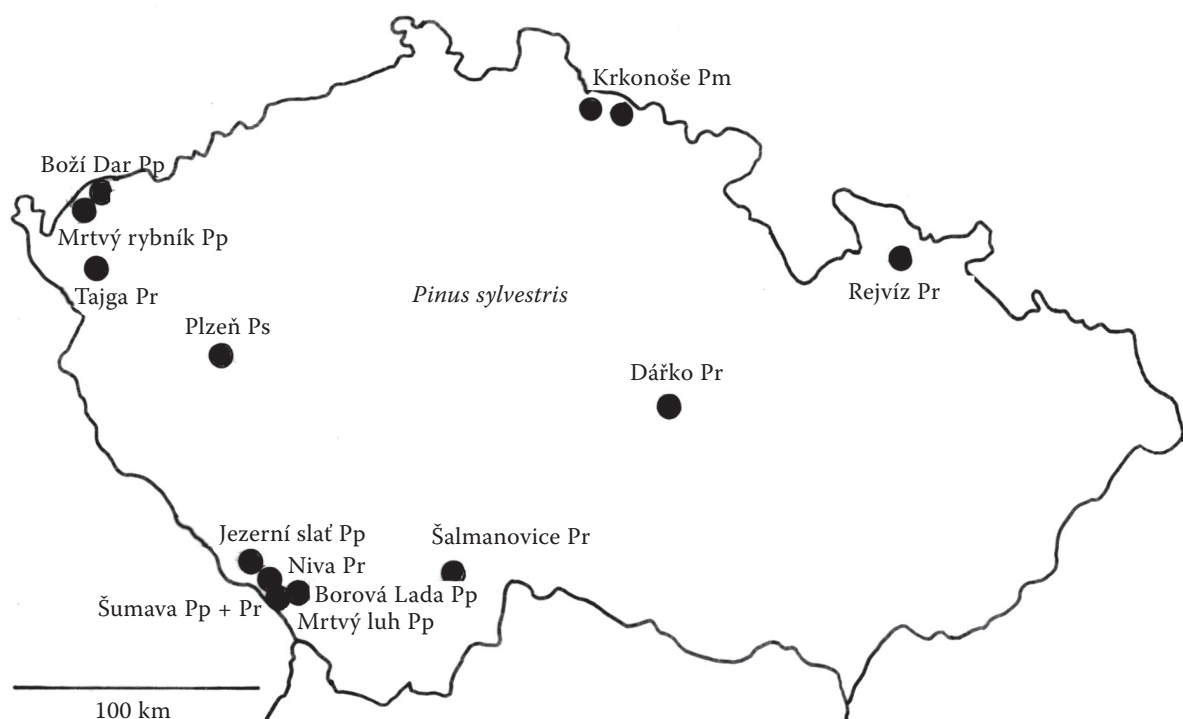 Krkonoše Pm
Boží Dar Pp
Mrtvý rybník Pp
Tajga Pr
Pinus sylvestris
Rejvíz Pr
Plzeň Ps
Dářko Pr
Jezerní slať Pp
Šalmanovice Pr
Niva Pr
Borová Lada Pp
Šumava Pp + Pr
Mrtvý luh Pp
100 km